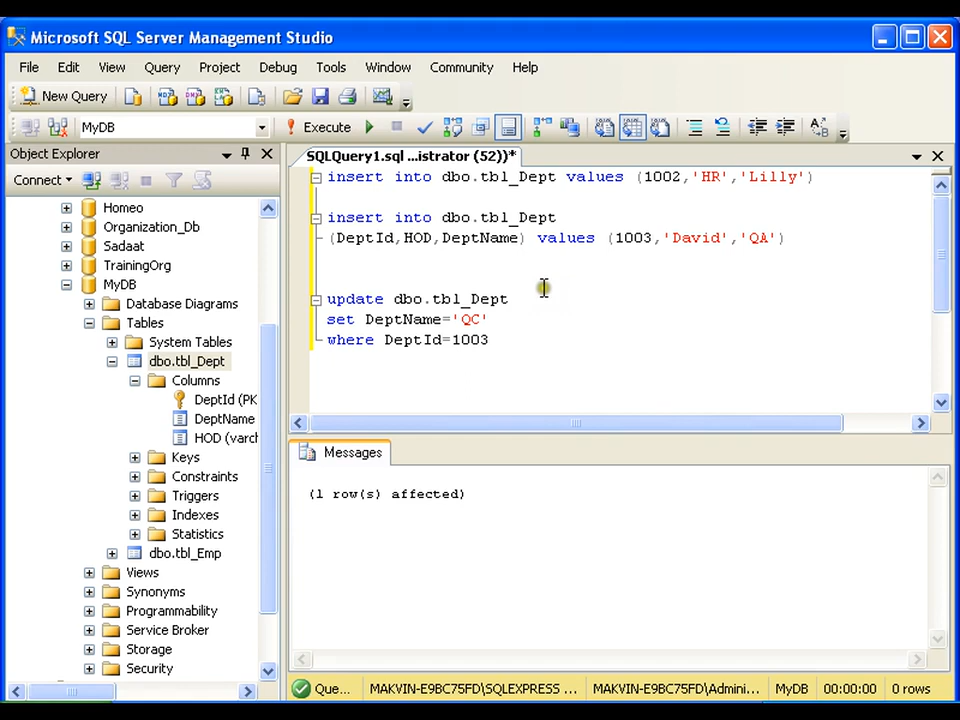 Microsoft SQL Server Management Studio
File Edit View Query Project Debug Tools Window Community Help
New Query
MyDB Execute
Object Explorer
SQLQuery1.sql ...istrator (52))*
Connect
Homeo
Organization_Db
Sadaat
TrainingOrg
MyDB
Database Diagrams
Tables
System Tables
dbo.tbl_Dept
Columns
DeptId (PK
DeptName
HOD (varch
Keys
Constraints
Triggers
Indexes
Statistics
dbo.tbl_Emp
Views
Synonyms
Programmability
Service Broker
Storage
Security
insert into dbo.tbl_Dept values (1002,'HR','Lilly')
insert into dbo.tbl_Dept
(DeptId,HOD,DeptName) values (1003,'David','QA')
update dbo.tbl_Dept
set DeptName='QC'
where DeptId=1003
Messages
(1 row(s) affected)
Que... MAKVIN-E9BC75FD\SQLEXPRESS ... MAKVIN-E9BC75FD\Admini... MyDB 00:00:00 0 rows